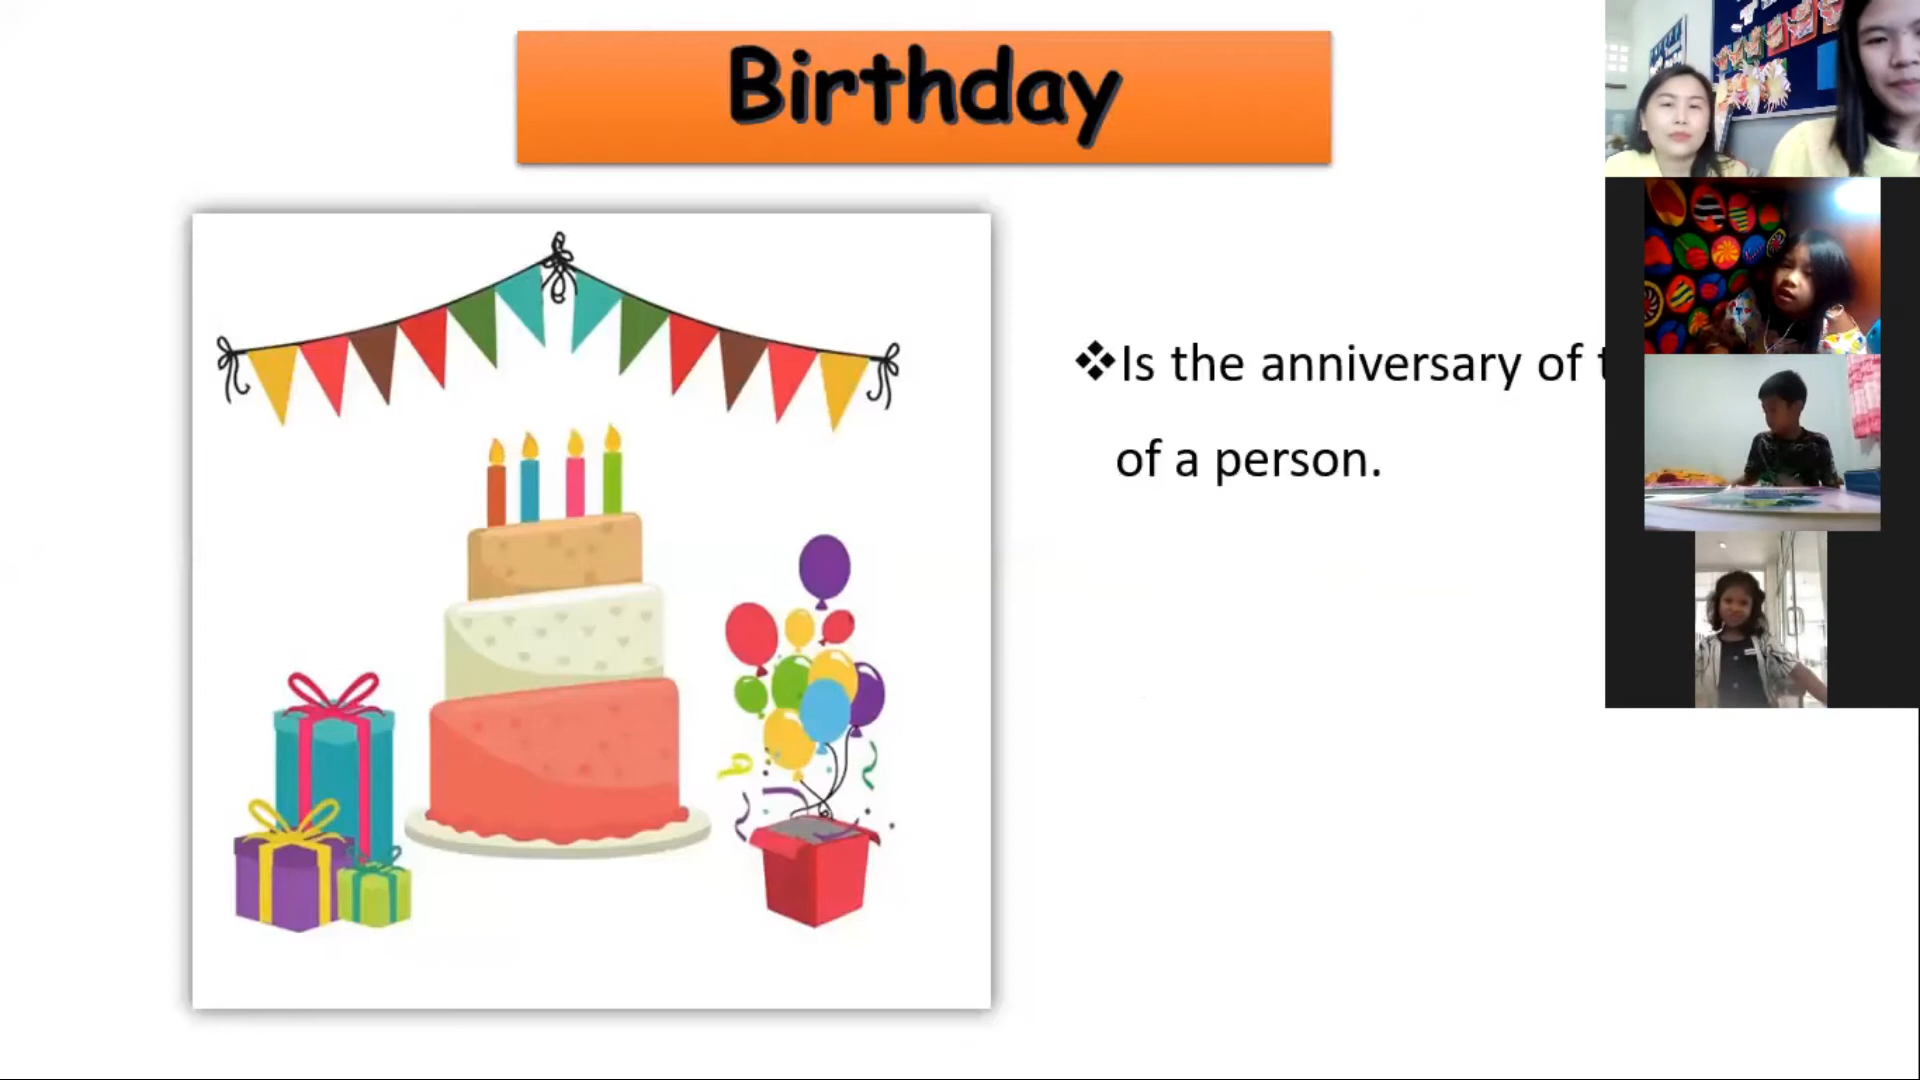 Birthday
❖Is the anniversary of
of a person.